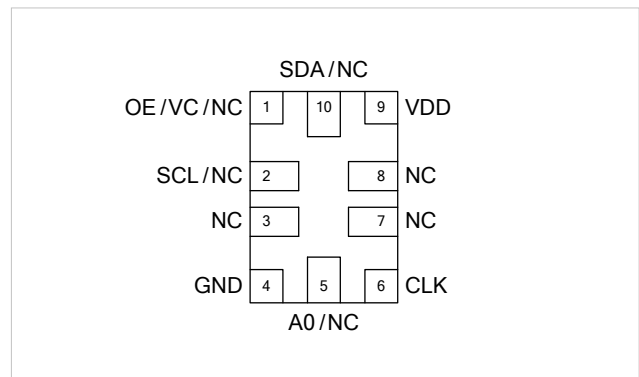 SDA/NC
OE/VC/NC 1 10 9 VDD
SCL/NC 2 8 NC
NC 3 7 NC
GND 4 5 6 CLK
A0/NC